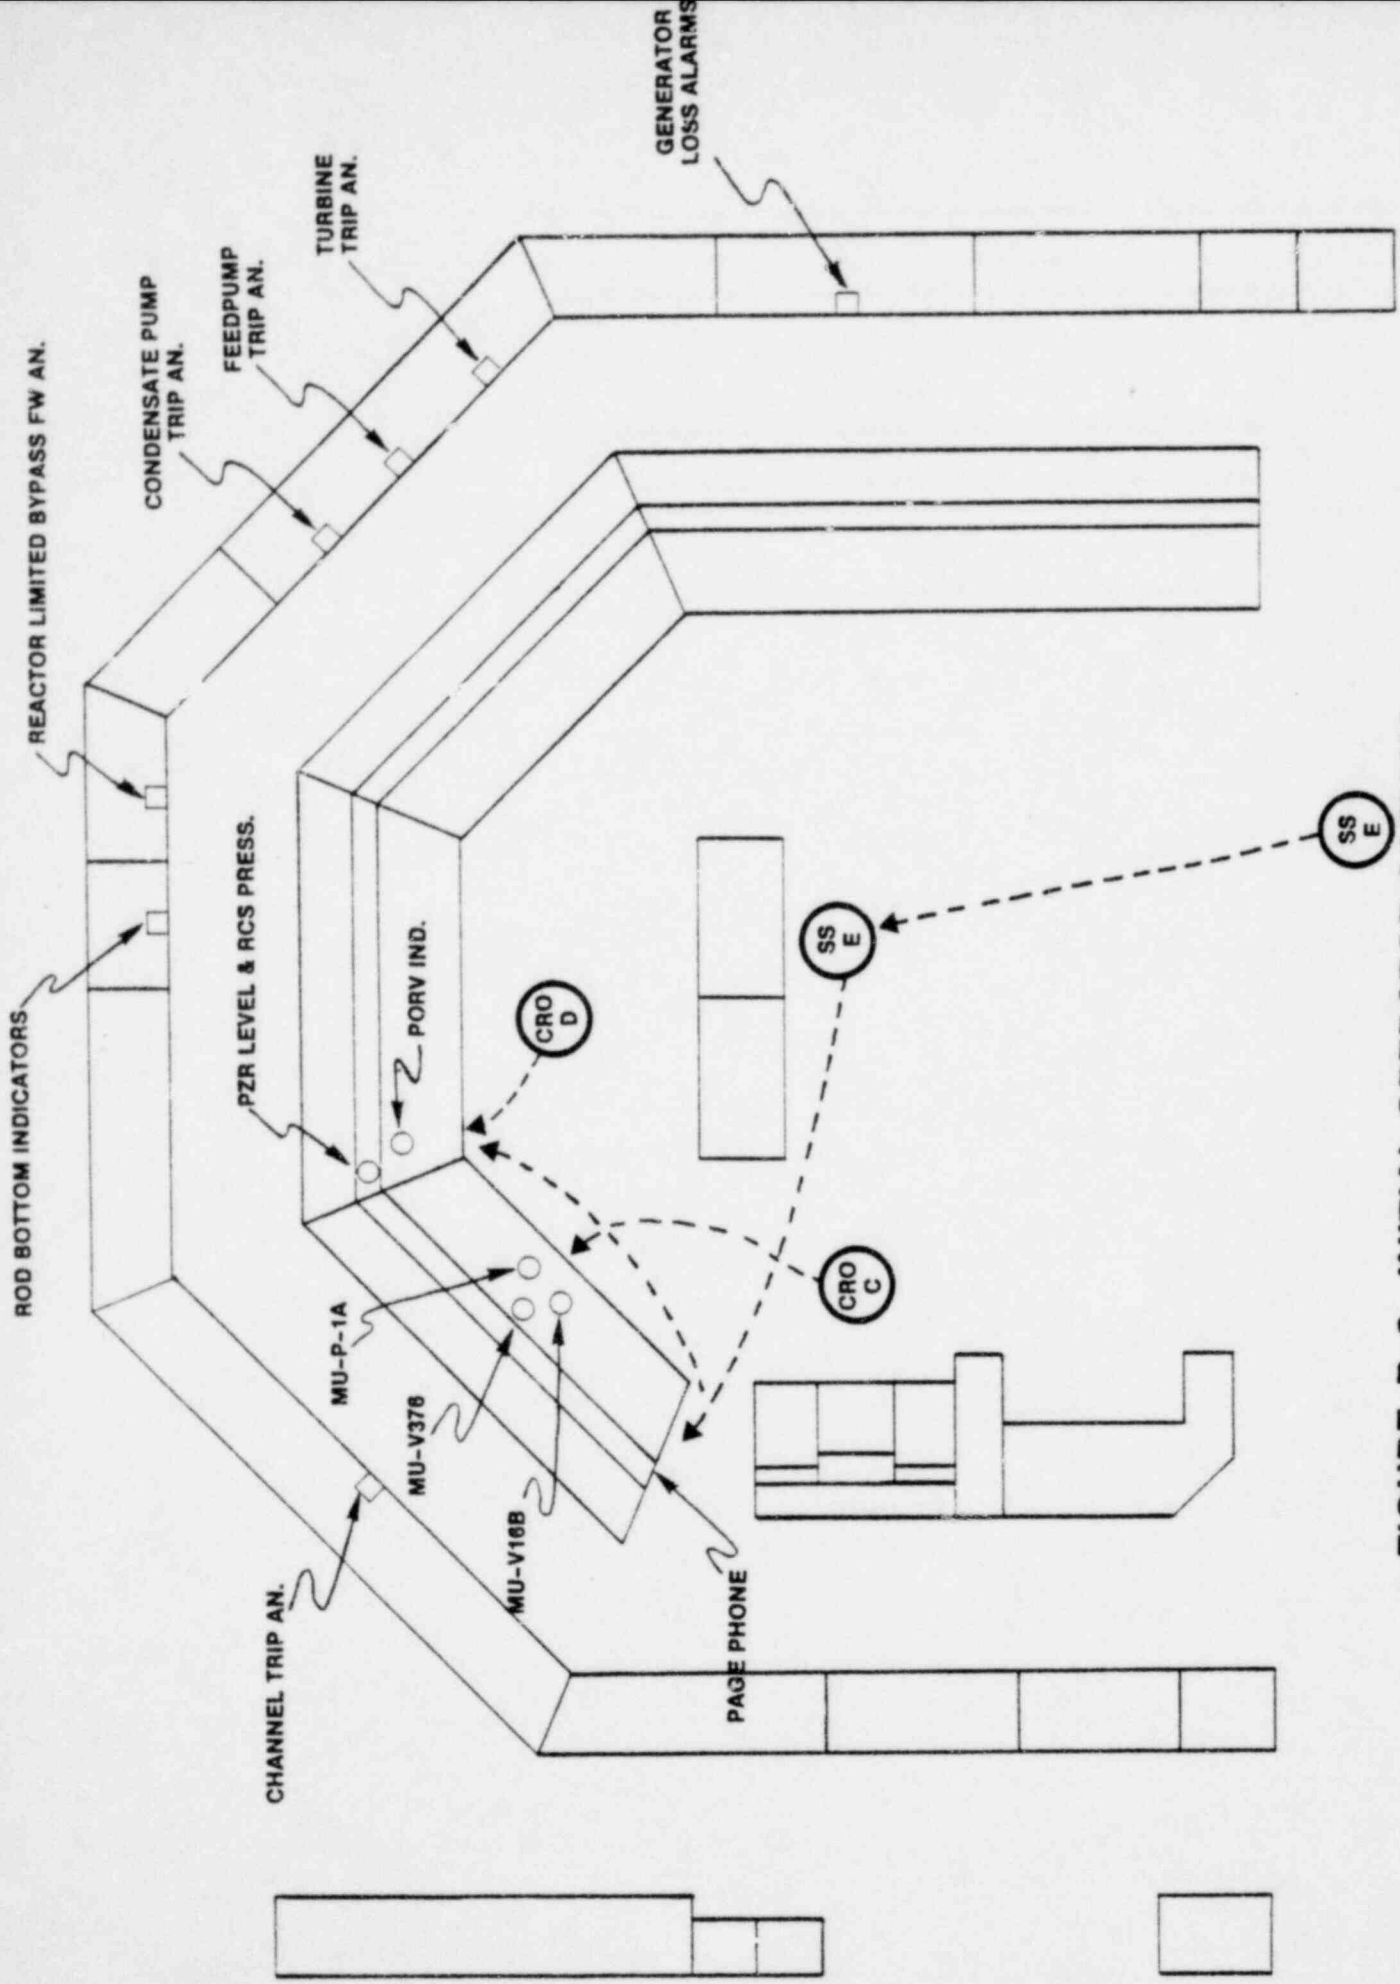 ROD BOTTOM INDICATORS
REACTOR LIMITED BYPASS FW AN.
CONDENSATE PUMP
TRIP AN.
FEEDPUMP
TRIP AN.
TURBINE
TRIP AN.
GENERATOR
LOSS ALARMS
CHANNEL TRIP AN.
PZR LEVEL & RCS PRESS.
PORV IND.
MU-P-1A
MU-V376
MU-V16B
PAGE PHONE
CRO
D
CRO
C
SS
E
SS
E